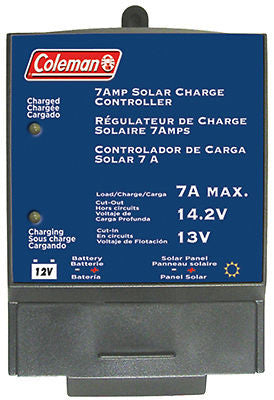 Coleman
7AMP SOLAR CHARGE
CONTROLLER
Charged
Chargée
Cargado
RÉGULATEUR DE CHARGE
SOLAIRE 7AMPS
CONTROLADOR DE CARGA
SOLAR 7 A
Load/Charge/Carga 7A MAX.
Cut-Out
Hors circuits
Voltaje de
Carga Profunda
14.2V
Charging
Sous charge
Cargando
Cut-In
En circuits
Voltaje de Flotación
13V
12V
Battery
Batterie
- +
Batería
Solar Panel
Panneau solaire
- +
Panel Solar